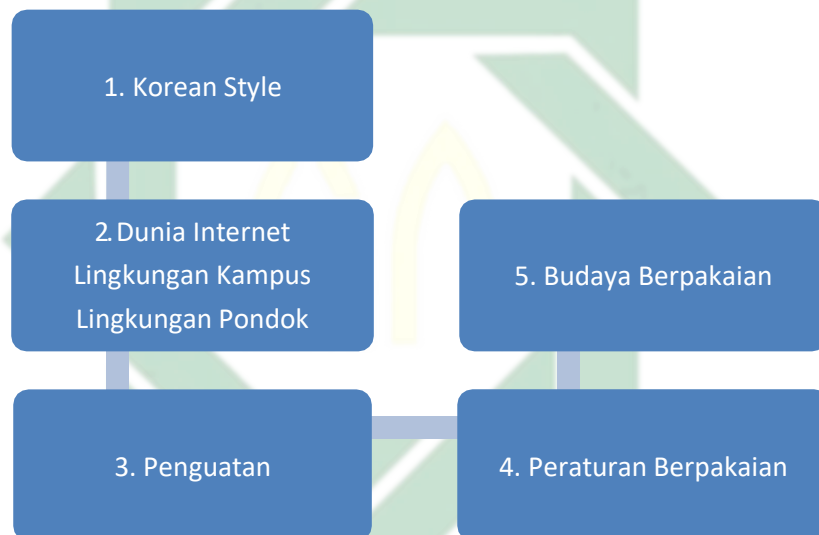 1. Korean Style
2. Dunia Internet
Lingkungan Kampus
Lingkungan Pondok
3. Penguatan
4. Peraturan Berpakaian
5. Budaya Berpakaian